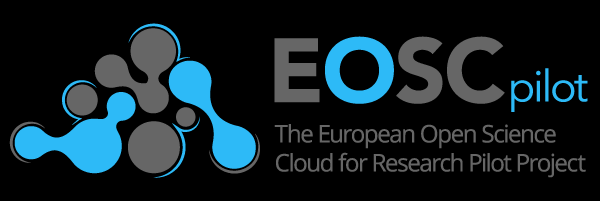 EOSCpilot
The European Open Science
Cloud for Research Pilot Project